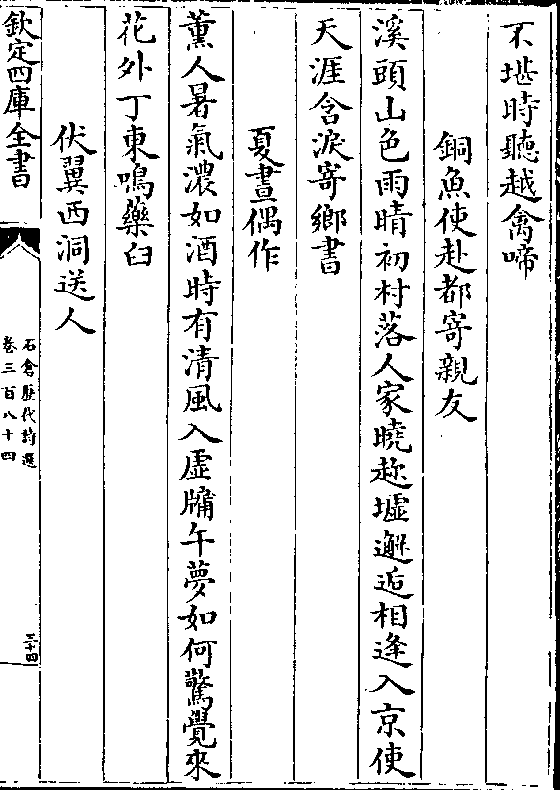 不堪時聽越禽啼
銅魚使赴都寄親友
溪頭山色雨晴初村落人家曉趂墟邂逅相逢入京使
天涯含淚寄鄉書
夏晝偶作
薰人暑氣濃如酒時有清風入虛牖午夢如何驚覺來
花外丁東鳴藥臼
伏翼西洞送人
欽定四庫全書
石倉歷代詩選
卷三百八十四
三十四